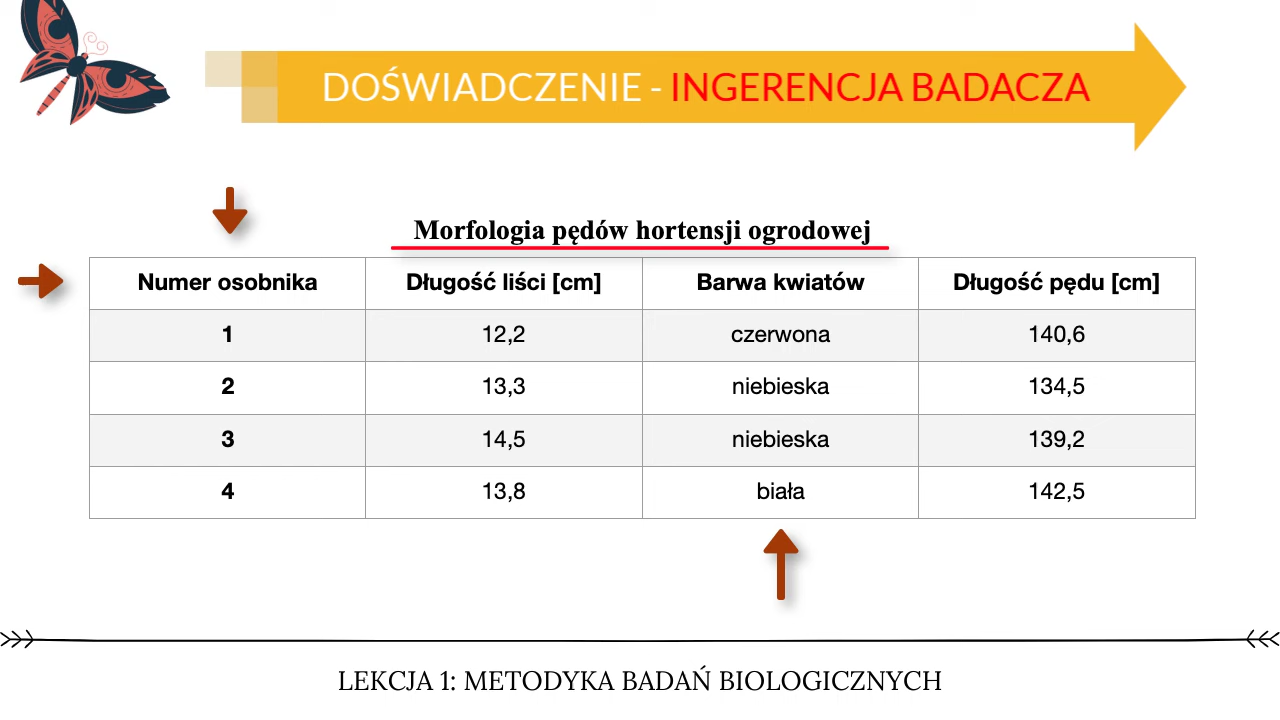 DOŚWIADCZENIE - INGERENCJA BADACZA
Morfologia pędów hortensji ogrodowej
Numer osobnika Długość liści [cm] Barwa kwiatów Długość pędu [cm]
1 12,2 czerwona 140,6
2 13,3 niebieska 134,5
3 14,5 niebieska 139,2
4 13,8 biała 142,5
LEKCJA 1: METODYKA BADAŃ BIOLOGICZNYCH